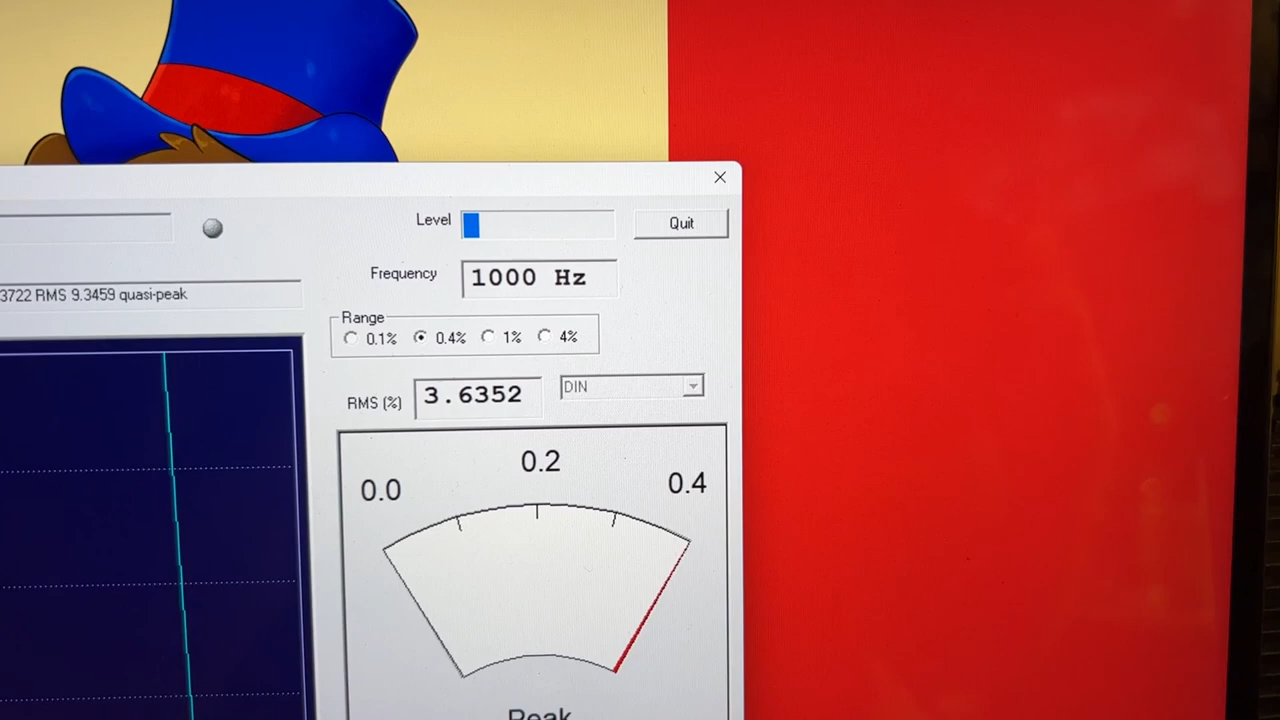 Level
Quit
Frequency
1000 Hz
3722 RMS 9.3459 quasi-peak
Range
0.1%
0.4%
1%
4%
RMS (%)
3.6352
DIN
0.0
0.2
0.4
Peak